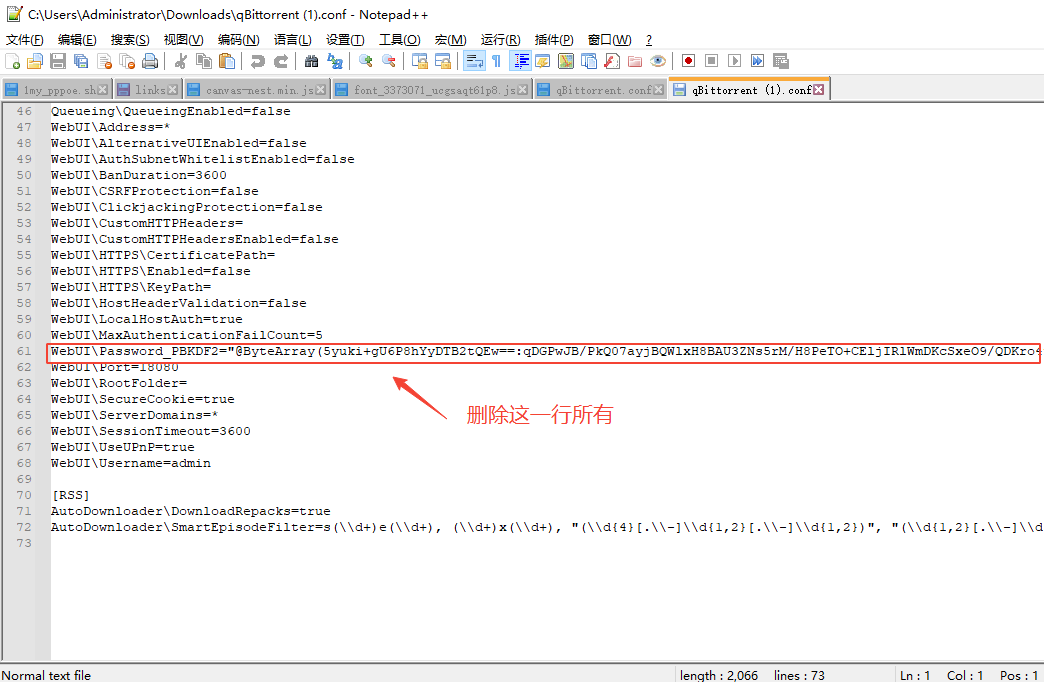 C:\Users\Administrator\Downloads\qBittorrent (1).conf - Notepad++
文件(F) 编辑(E) 搜索(S) 视图(V) 编码(N) 语言(L) 设置(T) 工具(O) 宏(M) 运行(R) 插件(P) 窗口(W) ?
1my_pppoe.sh links canvas-nest.min.js font_3373071_ucgsaqt61p8.js qBittorrent.conf qBittorrent (1).conf
46 Queueing\QueueingEnabled=false
47 WebUI\Address=*
48 WebUI\AlternativeUIEnabled=false
49 WebUI\AuthSubnetWhitelistEnabled=false
50 WebUI\BanDuration=3600
51 WebUI\CSRFProtection=false
52 WebUI\ClickjackingProtection=false
53 WebUI\CustomHTTPHeaders=
54 WebUI\CustomHTTPHeadersEnabled=false
55 WebUI\HTTPS\CertificatePath=
56 WebUI\HTTPS\Enabled=false
57 WebUI\HTTPS\KeyPath=
58 WebUI\HostHeaderValidation=false
59 WebUI\LocalHostAuth=true
60 WebUI\MaxAuthenticationFailCount=5
61 WebUI\Password_PBKDF2="@ByteArray(5yuki+gU6P8hYyDTB2tQEw==:qDGPwJB/PkQ07ayjBQWlxH8BAU3ZNs5rM/H8PeTO+CEljIRlWmDKcSxeO9/QDKro4
62 WebUI\Port=18080
63 WebUI\RootFolder=
64 WebUI\SecureCookie=true
65 WebUI\ServerDomains=*
66 WebUI\SessionTimeout=3600
67 WebUI\UseUPnP=true
68 WebUI\Username=admin
删除这一行所有
69
70 [RSS]
71 AutoDownloader\DownloadRepacks=true
72 AutoDownloader\SmartEpisodeFilter=s(\\d+)e(\\d+), (\\d+)x(\\d+), "(\\d{4}[.\\-]\\d{1,2}[.\\-]\\d{1,2})", "(\\d{1,2}[.\\-]\\d
73
Normal text file length : 2,066 lines : 73 Ln : 1 Col : 1 Pos : 1